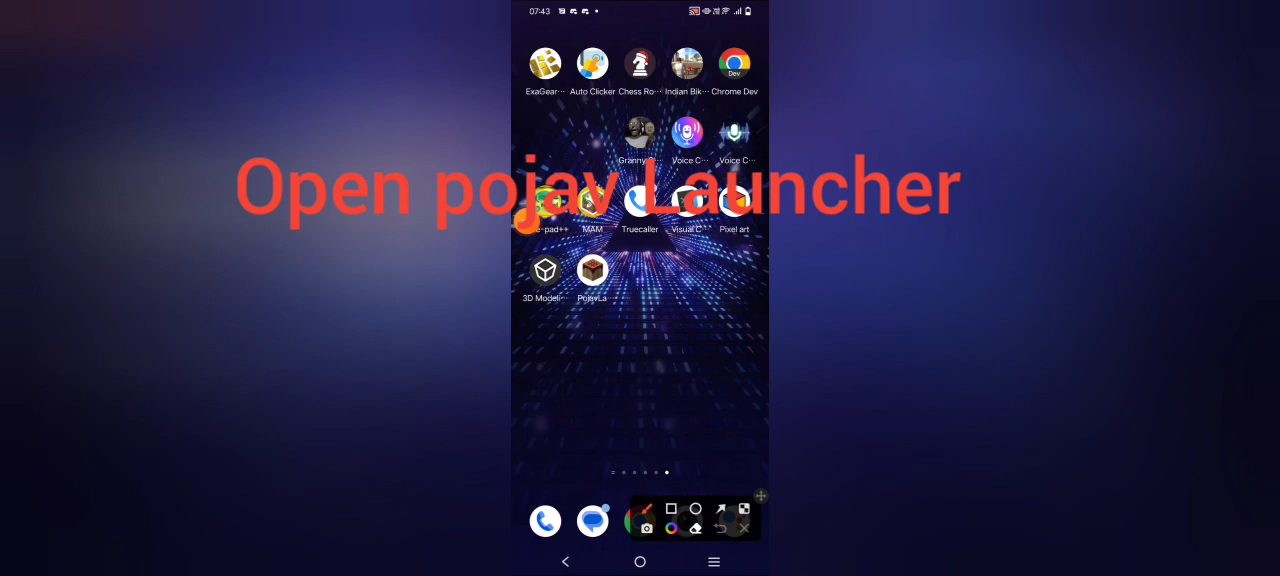 07:43
ExaGear···
Auto Clicker
Chess Ro···
Indian Bik···
Chrome Dev
Dev
Voice C···
Voice C···
Open pojav Launcher
MAM
Truecaller
Visual C···
Pixel art
3D Modeli···
PojavLa···